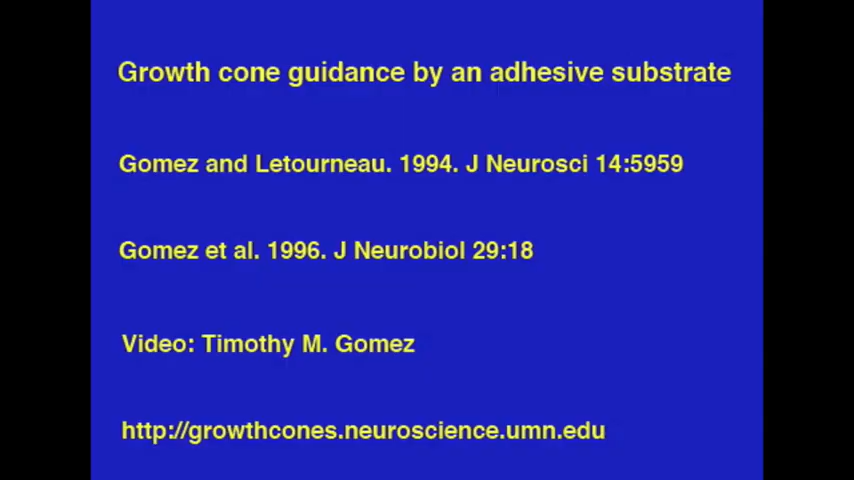 Growth cone guidance by an adhesive substrate
Gomez and Letourneau. 1994. J Neurosci 14:5959
Gomez et al. 1996. J Neurobiol 29:18
Video: Timothy M. Gomez
http://growthcones.neuroscience.umn.edu